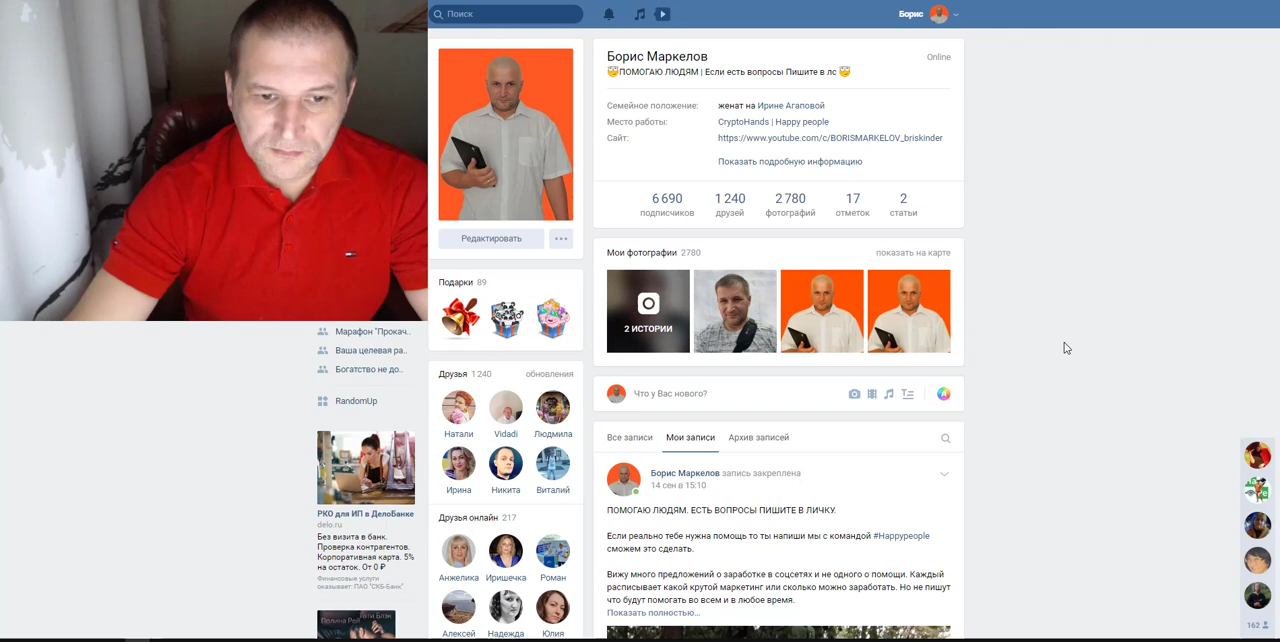 Поиск
Борис
Борис Маркелов
Online
😇ПОМОГАЮ ЛЮДЯМ | Если есть вопросы Пишите в лс 😇
Семейное положение: женат на Ирине Агаповой
Место работы: CryptoHands | Happy people
Сайт: https://www.youtube.com/c/BORISMARKELOV_briskinder
Показать подробную информацию
6 690 1 240 2 780 17 2
подписчиков друзей фотографий отметок статьи
Редактировать
Мои фотографии 2780 показать на карте
2 ИСТОРИИ
Подарки 89
Марафон "Прокач..
Ваша целевая ра..
Богатство не до..
RandomUp
РКО для ИП в ДелоБанке
delo.ru
Без визита в банк.
Проверка контрагентов.
Корпоративная карта. 5%
на остаток. От 0 ₽
Финансовые услуги
оказывает: ПАО "СКБ-Банк"
Друзья 1 240 обновления
Натали Vidadi Людмила
Ирина Никита Виталий
Друзья онлайн 217
Анжелика Иришечка Роман
Алексей Надежда Юлия
Что у Вас нового?
Все записи Мои записи Архив записей
Борис Маркелов запись закреплена
14 сен в 15:10
ПОМОГАЮ ЛЮДЯМ. ЕСТЬ ВОПРОСЫ ПИШИТЕ В ЛИЧКУ.
Если реально тебе нужна помощь то ты напиши мы с командой #Happypeople
сможем это сделать.
Вижу много предложений о заработке в соцсетях и не одного о помощи. Каждый
расписывает какой крутой маркетинг или сколько можно заработать. Но не пишут
что будут помогать во всем и в любое время.
Показать полностью...
162